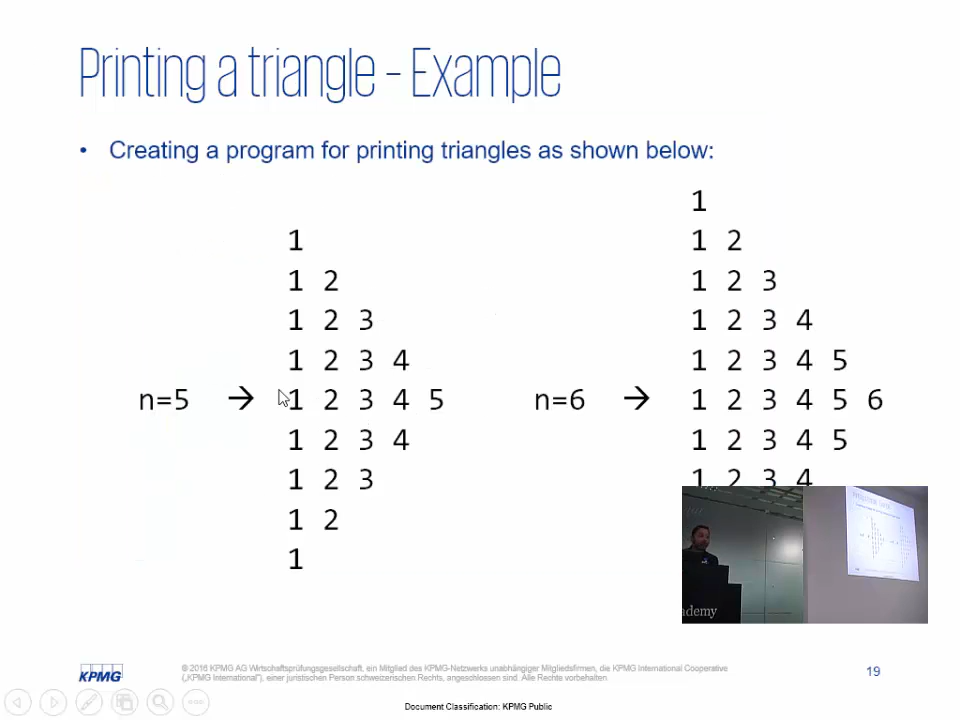 Printing a triangle – Example
• Creating a program for printing triangles as shown below:
1
1 2
1 2 3
1 2 3 4
n=5 → 1 2 3 4 5
1 2 3 4
1 2 3
1 2
1
1
1 2
1 2 3
1 2 3 4
1 2 3 4 5
n=6 → 1 2 3 4 5 6
1 2 3 4 5
1 2 3 4
ademy
KPMG
© 2016 KPMG AG Wirtschaftsprüfungsgesellschaft, ein Mitglied des KPMG-Netzwerks unabhängiger Mitgliedsfirmen, die KPMG International Cooperative
(„KPMG International"), einer juristischen Person schweizerischen Rechts, angeschlossen sind. Alle Rechte vorbehalten.
19
Document Classification: KPMG Public